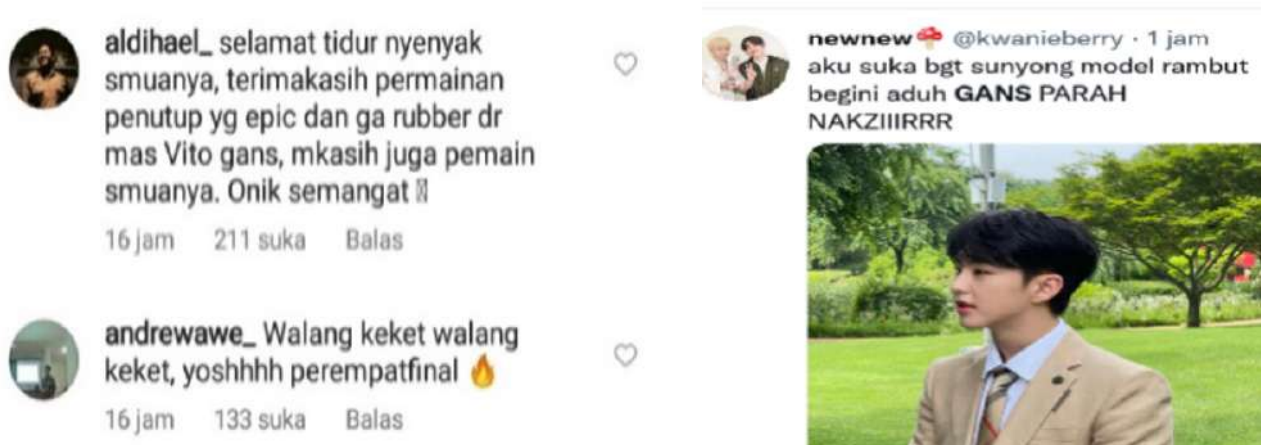 aldihael_ selamat tidur nyenyak
smuanya, terimakasih permainan
penutup yg epic dan ga rubber dr
mas Vito gans, mkasih juga pemain
smuanya. Onik semangat
16 jam 211 suka Balas
andrewawe_ Walang keket walang
keket, yoshhhh perempatfinal 🔥
16 jam 133 suka Balas
newnew🍄 @kwanieberry · 1 jam
aku suka bgt sunyong model rambut
begini aduh GANS PARAH
NAKZIIIRRR